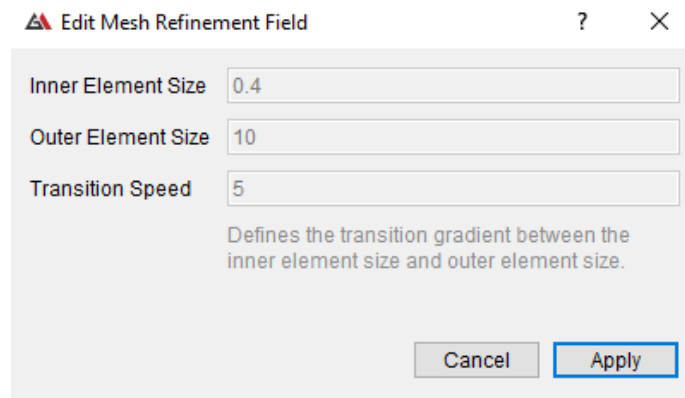 Edit Mesh Refinement Field ? ×
Inner Element Size 0.4
Outer Element Size 10
Transition Speed 5
Defines the transition gradient between the
inner element size and outer element size.
Cancel Apply